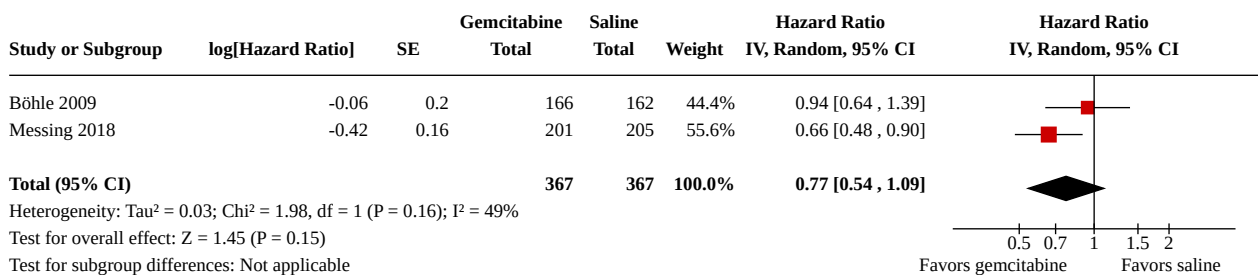 Gemcitabine Saline Hazard Ratio Hazard Ratio
Study or Subgroup log[Hazard Ratio] SE Total Total Weight IV, Random, 95% CI IV, Random, 95% CI
Böhle 2009 -0.06 0.2 166 162 44.4% 0.94 [0.64 , 1.39]
Messing 2018 -0.42 0.16 201 205 55.6% 0.66 [0.48 , 0.90]
Total (95% CI) 367 367 100.0% 0.77 [0.54 , 1.09]
Heterogeneity: Tau² = 0.03; Chi² = 1.98, df = 1 (P = 0.16); I² = 49%
Test for overall effect: Z = 1.45 (P = 0.15)
0.5 0.7 1 1.5 2
Test for subgroup differences: Not applicable Favors gemcitabine Favors saline